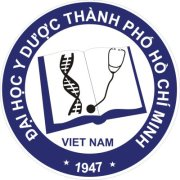 ĐẠI HỌC Y DƯỢC THÀNH PHỐ HỒ CHÍ MINH
VIET NAM
* 1947 *